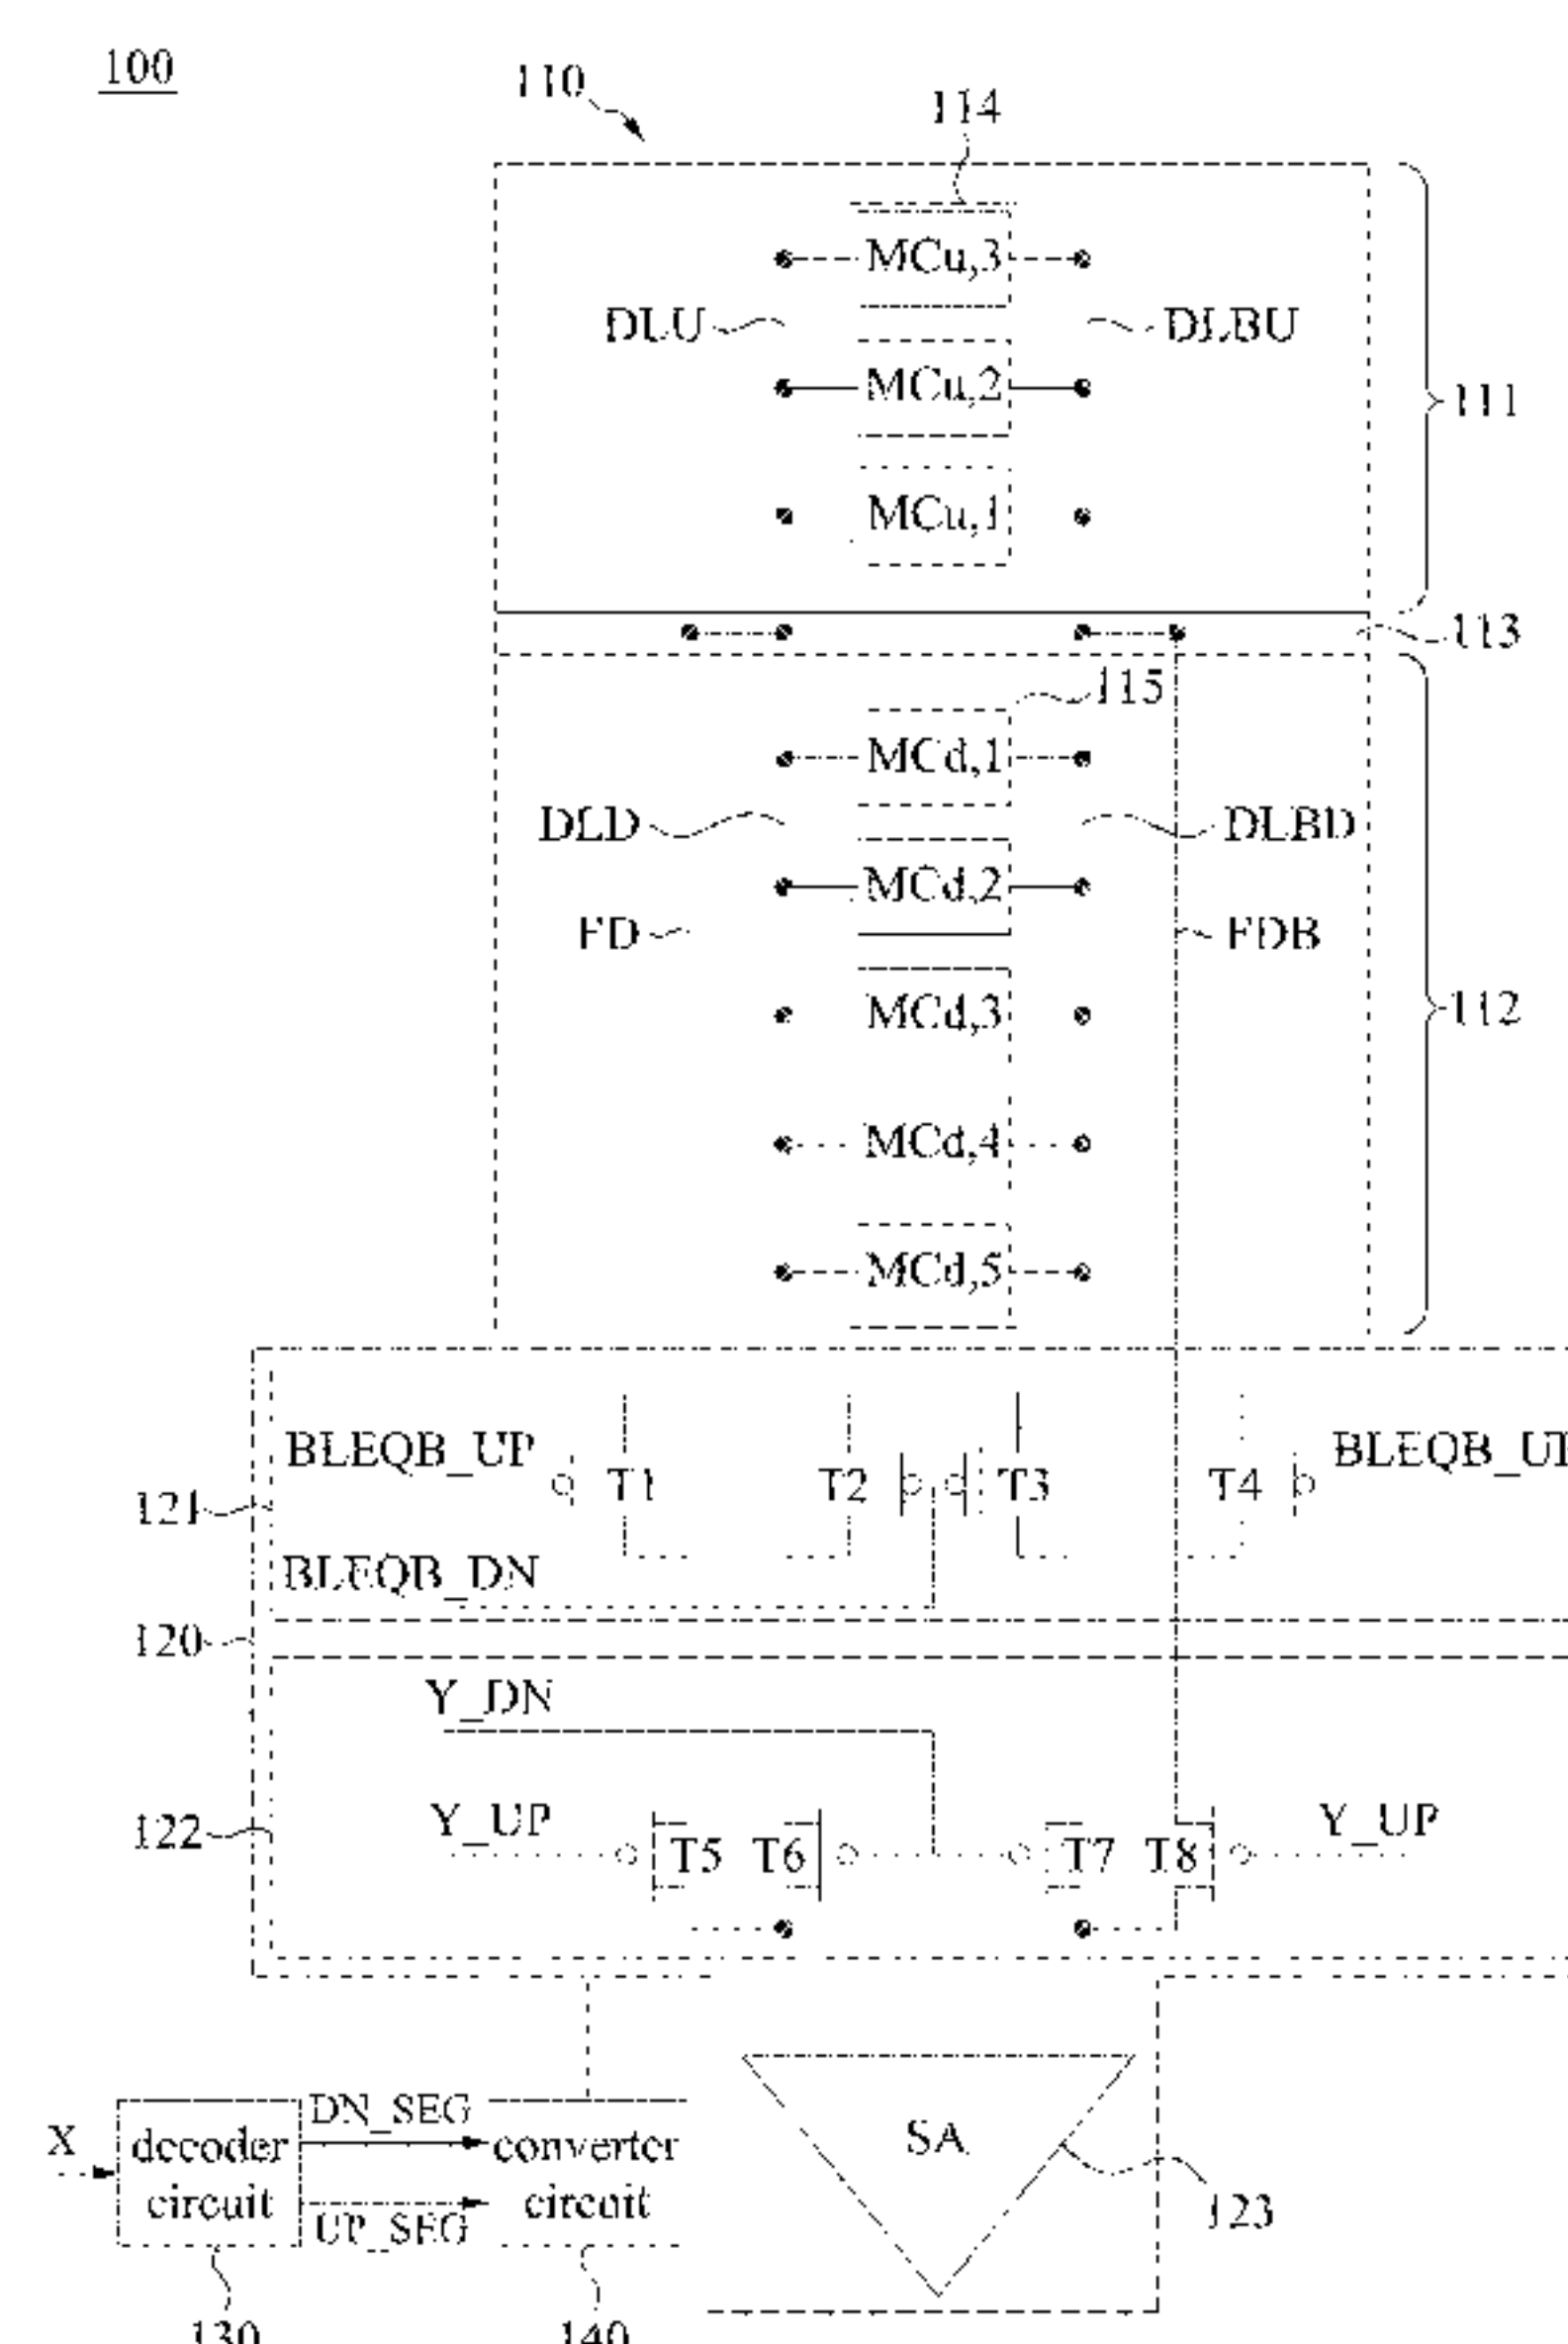 100
110
114
MCu,3
DLU
DLBU
MCu,2
111
MCu,1
113
115
MCd,1
DLD
DLBD
MCd,2
FD
FDB
MCd,3
112
MCd,4
MCd,5
BLEQB_UP
BLEQB_UP
T1
T2
T3
T4
121
BLEQB_DN
120
Y_DN
Y_UP
Y_UP
122
T5
T6
T7
T8
DN_SEG
X
decoder
circuit
converter
circuit
SA
UP_SEG
123
130
140